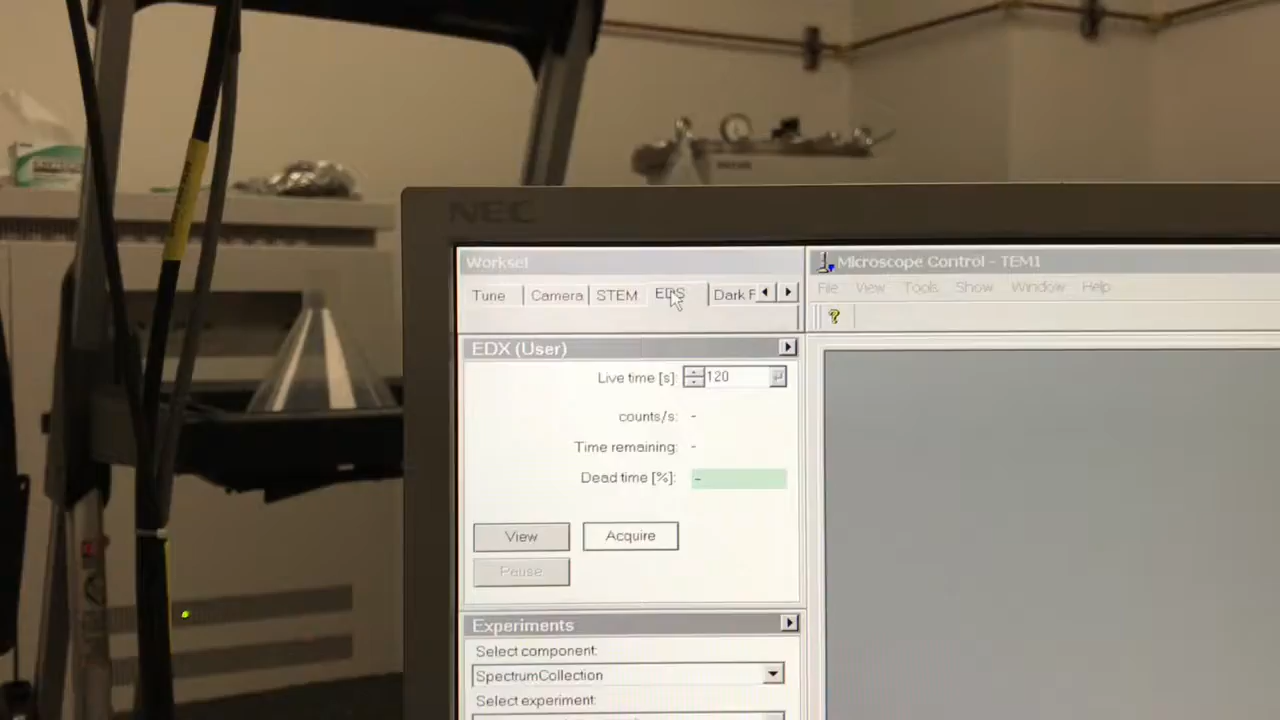 NEC
Worksel
Microscope Control - TEM1
Tune Camera STEM EDS Dark F
File View Tools Show Window Help
?
EDX (User)
Live time [s]: 120
counts/s: -
Time remaining: -
Dead time [%]: -
View Acquire
Pause
Experiments
Select component:
SpectrumCollection
Select experiment: